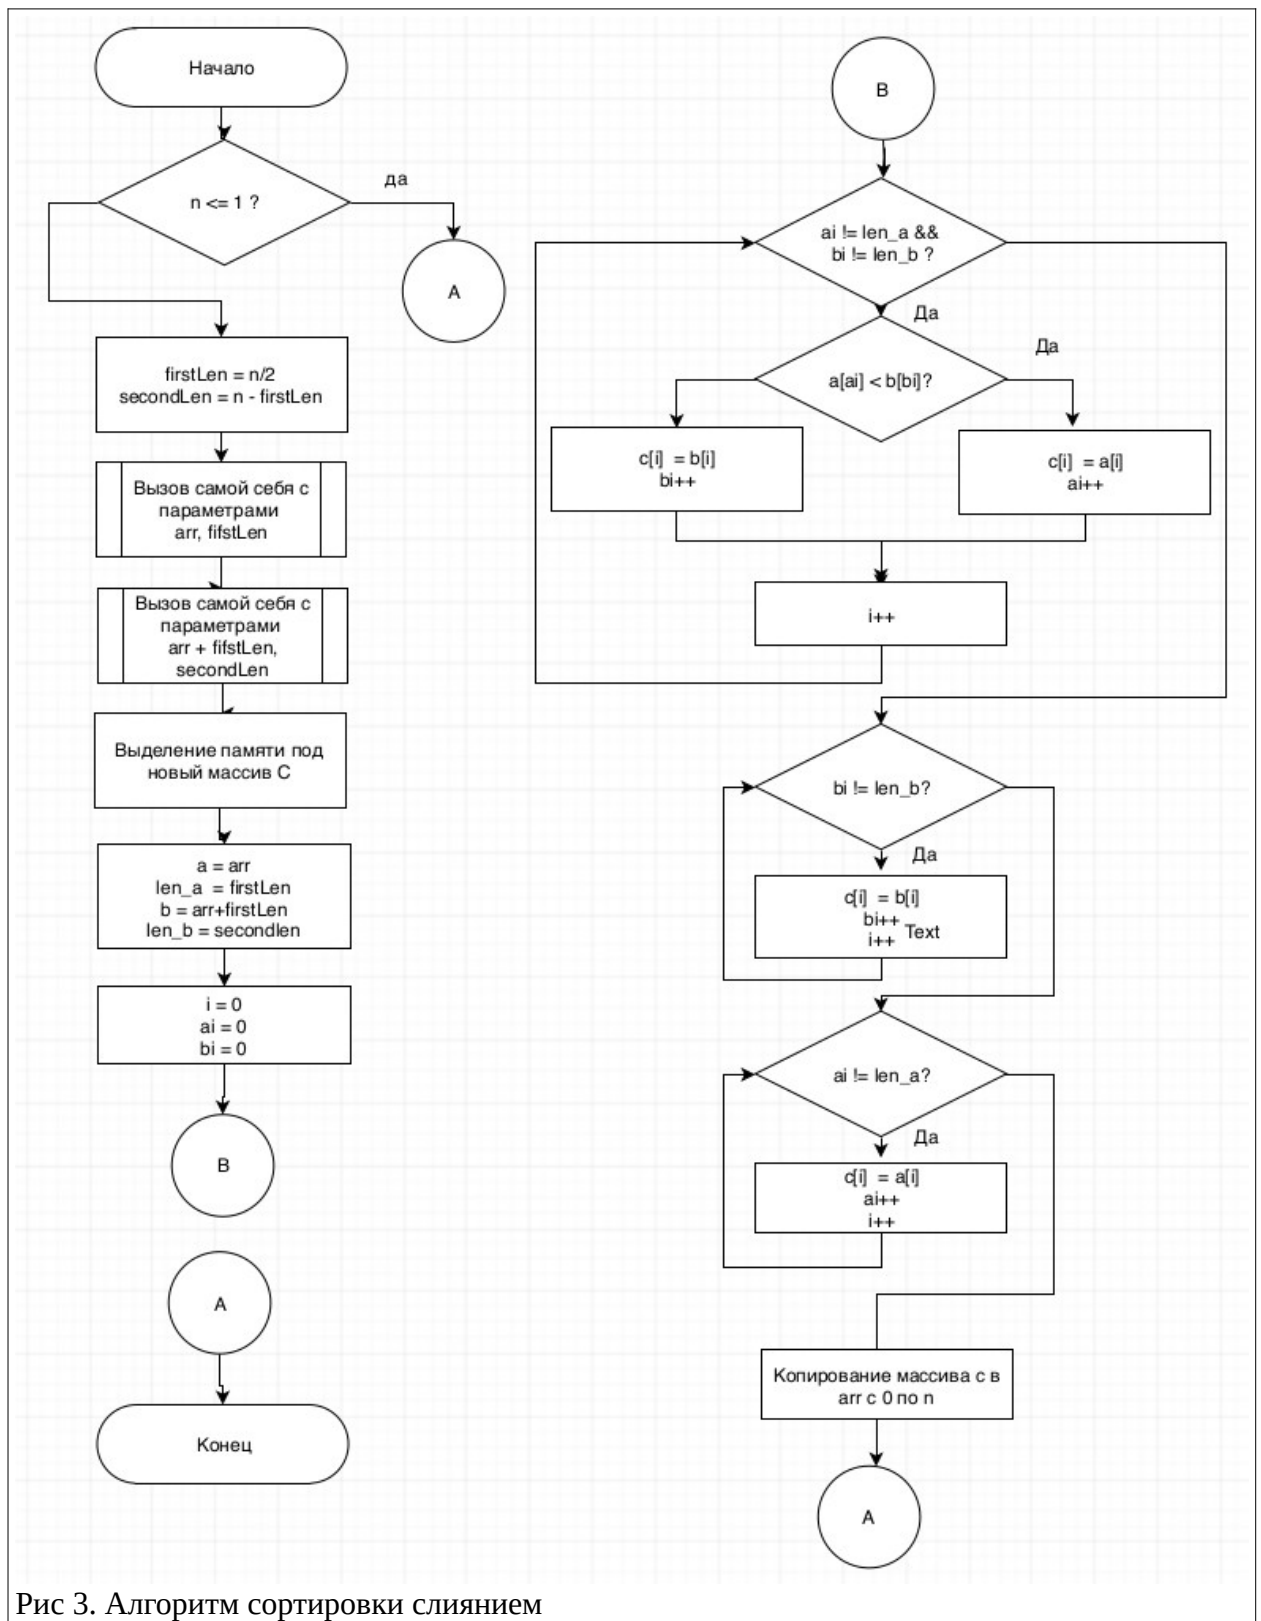 Начало
n <= 1 ?
да
A
firstLen = n/2
secondLen = n - firstLen
Вызов самой себя с
параметрами
arr, fifstLen
Вызов самой себя с
параметрами
arr + fifstLen,
secondLen
Выделение памяти под
новый массив С
a = arr
len_a = firstLen
b = arr+firstLen
len_b = secondlen
i = 0
ai = 0
bi = 0
B
A
Конец
B
ai != len_a &&
bi != len_b ?
Да
Да
a[ai] < b[bi]?
c[i] = b[i]
bi++
c[i] = a[i]
ai++
i++
bi != len_b?
Да
c[i] = b[i]
bi++
i++ Text
ai != len_a?
Да
c[i] = a[i]
ai++
i++
Копирование массива с в
arr с 0 по n
A
Рис 3. Алгоритм сортировки слиянием